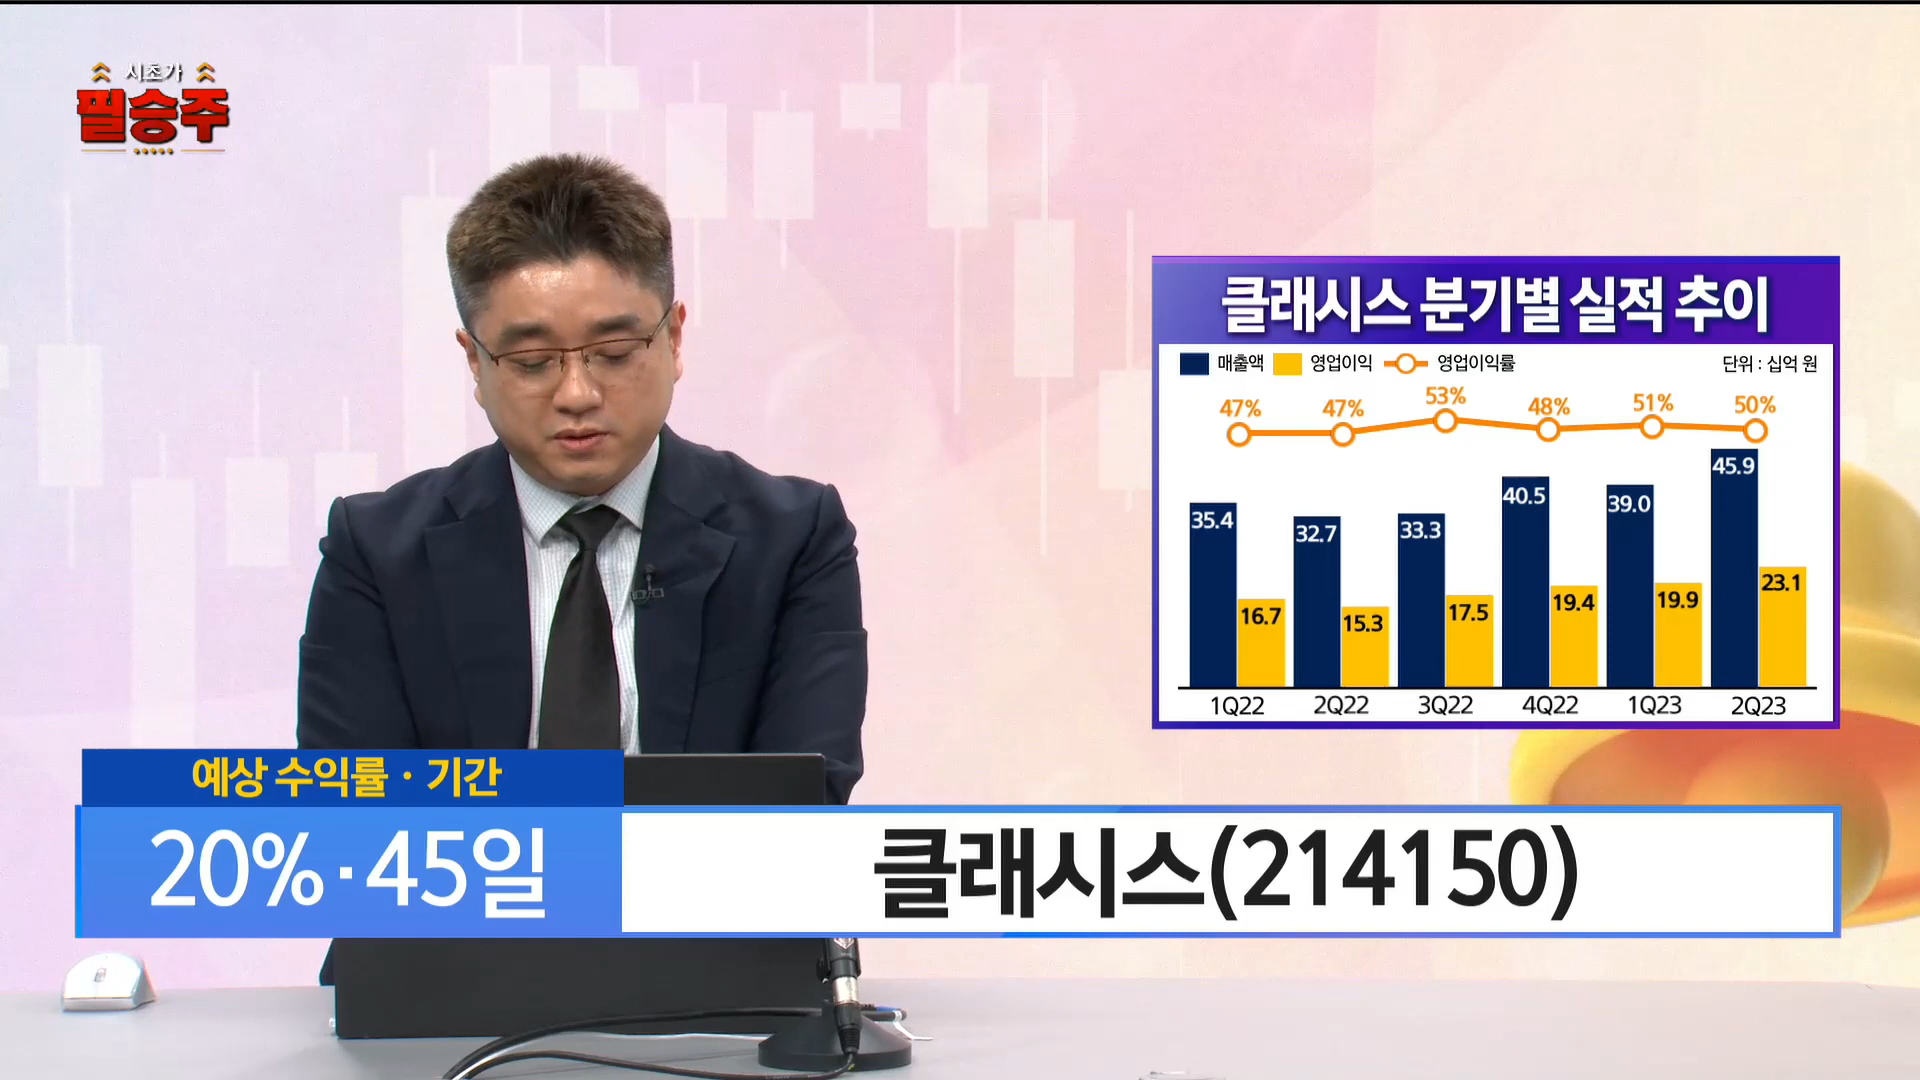 시초가
필승주
클래시스 분기별 실적 추이
매출액 영업이익 영업이익률 단위 : 십억 원
47% 47% 53% 48% 51% 50%
35.4 32.7 33.3 40.5 39.0 45.9
16.7 15.3 17.5 19.4 19.9 23.1
1Q22 2Q22 3Q22 4Q22 1Q23 2Q23
예상 수익률 · 기간
20%·45일
클래시스(214150)